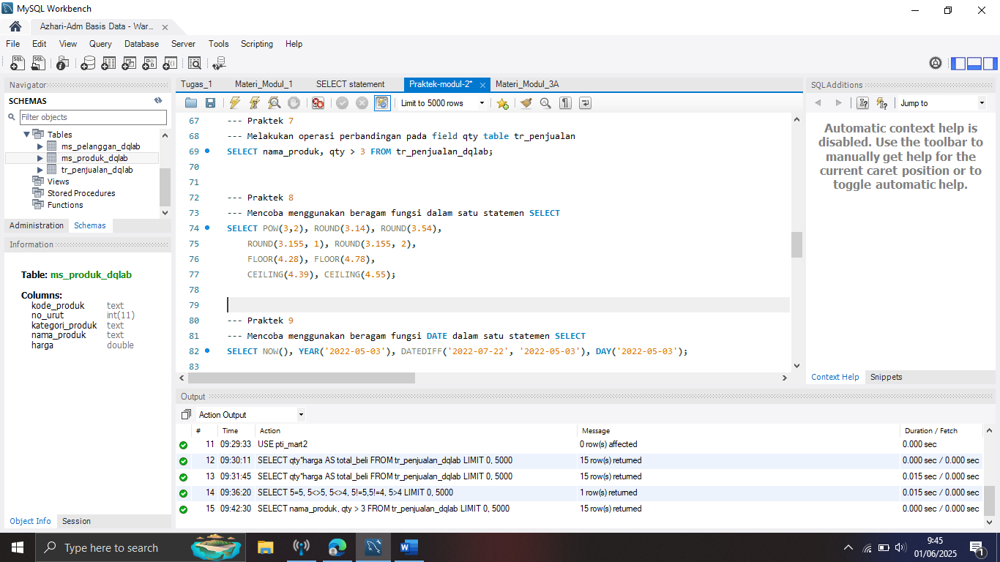 MySQL Workbench
Azhari-Adm Basis Data - War...
File Edit View Query Database Server Tools Scripting Help
Navigator
SCHEMAS
Filter objects
Tables
ms_pelanggan_dqlab
ms_produk_dqlab
tr_penjualan_dqlab
Views
Stored Procedures
Functions
Administration Schemas
Information
Table: ms_produk_dqlab
Columns:
kode_produk text
no_urut int(11)
kategori_produk text
nama_produk text
harga double
Object Info Session
Tugas_1 Materi_Modul_1 SELECT statement Praktek-modul-2* Materi_Modul_3A
Limit to 5000 rows
67 --- Praktek 7
68 --- Melakukan operasi perbandingan pada field qty table tr_penjualan
69 SELECT nama_produk, qty > 3 FROM tr_penjualan_dqlab;
70
71
72 --- Praktek 8
73 --- Mencoba menggunakan beragam fungsi dalam satu statemen SELECT
74 SELECT POW(3,2), ROUND(3.14), ROUND(3.54),
75 ROUND(3.155, 1), ROUND(3.155, 2),
76 FLOOR(4.28), FLOOR(4.78),
77 CEILING(4.39), CEILING(4.55);
78
79
80 --- Praktek 9
81 --- Mencoba menggunakan beragam fungsi DATE dalam satu statemen SELECT
82 SELECT NOW(), YEAR('2022-05-03'), DATEDIFF('2022-07-22', '2022-05-03'), DAY('2022-05-03');
83
SQLAdditions
Jump to
Automatic context help is
disabled. Use the toolbar to
manually get help for the
current caret position or to
toggle automatic help.
Context Help Snippets
Output
Action Output
# Time Action Message Duration / Fetch
11 09:29:33 USE pti_mart2 0 row(s) affected 0.000 sec
12 09:30:11 SELECT qty*harga AS total_beli FROM tr_penjualan_dqlab LIMIT 0, 5000 15 row(s) returned 0.000 sec / 0.000 sec
13 09:31:45 SELECT qty*harga AS total_beli FROM tr_penjualan_dqlab LIMIT 0, 5000 15 row(s) returned 0.015 sec / 0.000 sec
14 09:36:20 SELECT 5=5, 5<>5, 5<>4, 5!=5,5!=4, 5>4 LIMIT 0, 5000 1 row(s) returned 0.015 sec / 0.000 sec
15 09:42:30 SELECT nama_produk, qty > 3 FROM tr_penjualan_dqlab LIMIT 0, 5000 15 row(s) returned 0.000 sec / 0.000 sec
Type here to search
9:45
01/06/2025
1